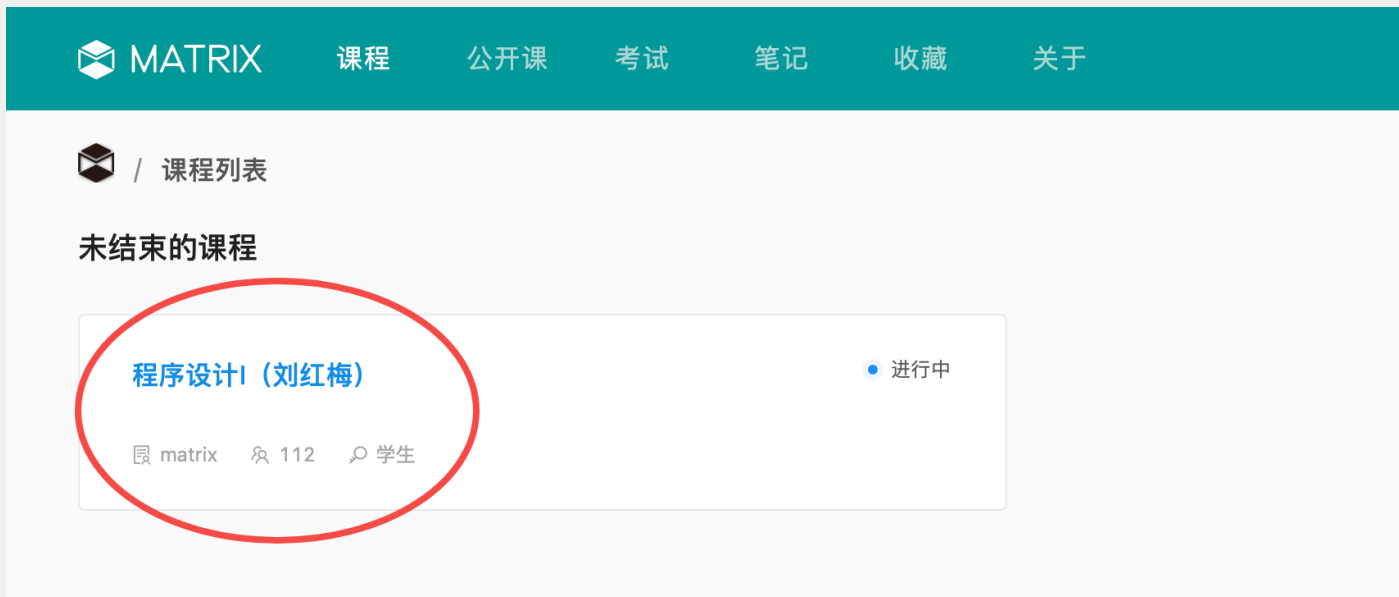 MATRIX 课程 公开课 考试 笔记 收藏 关于
/ 课程列表
未结束的课程
程序设计I（刘红梅） 进行中
matrix 112 学生